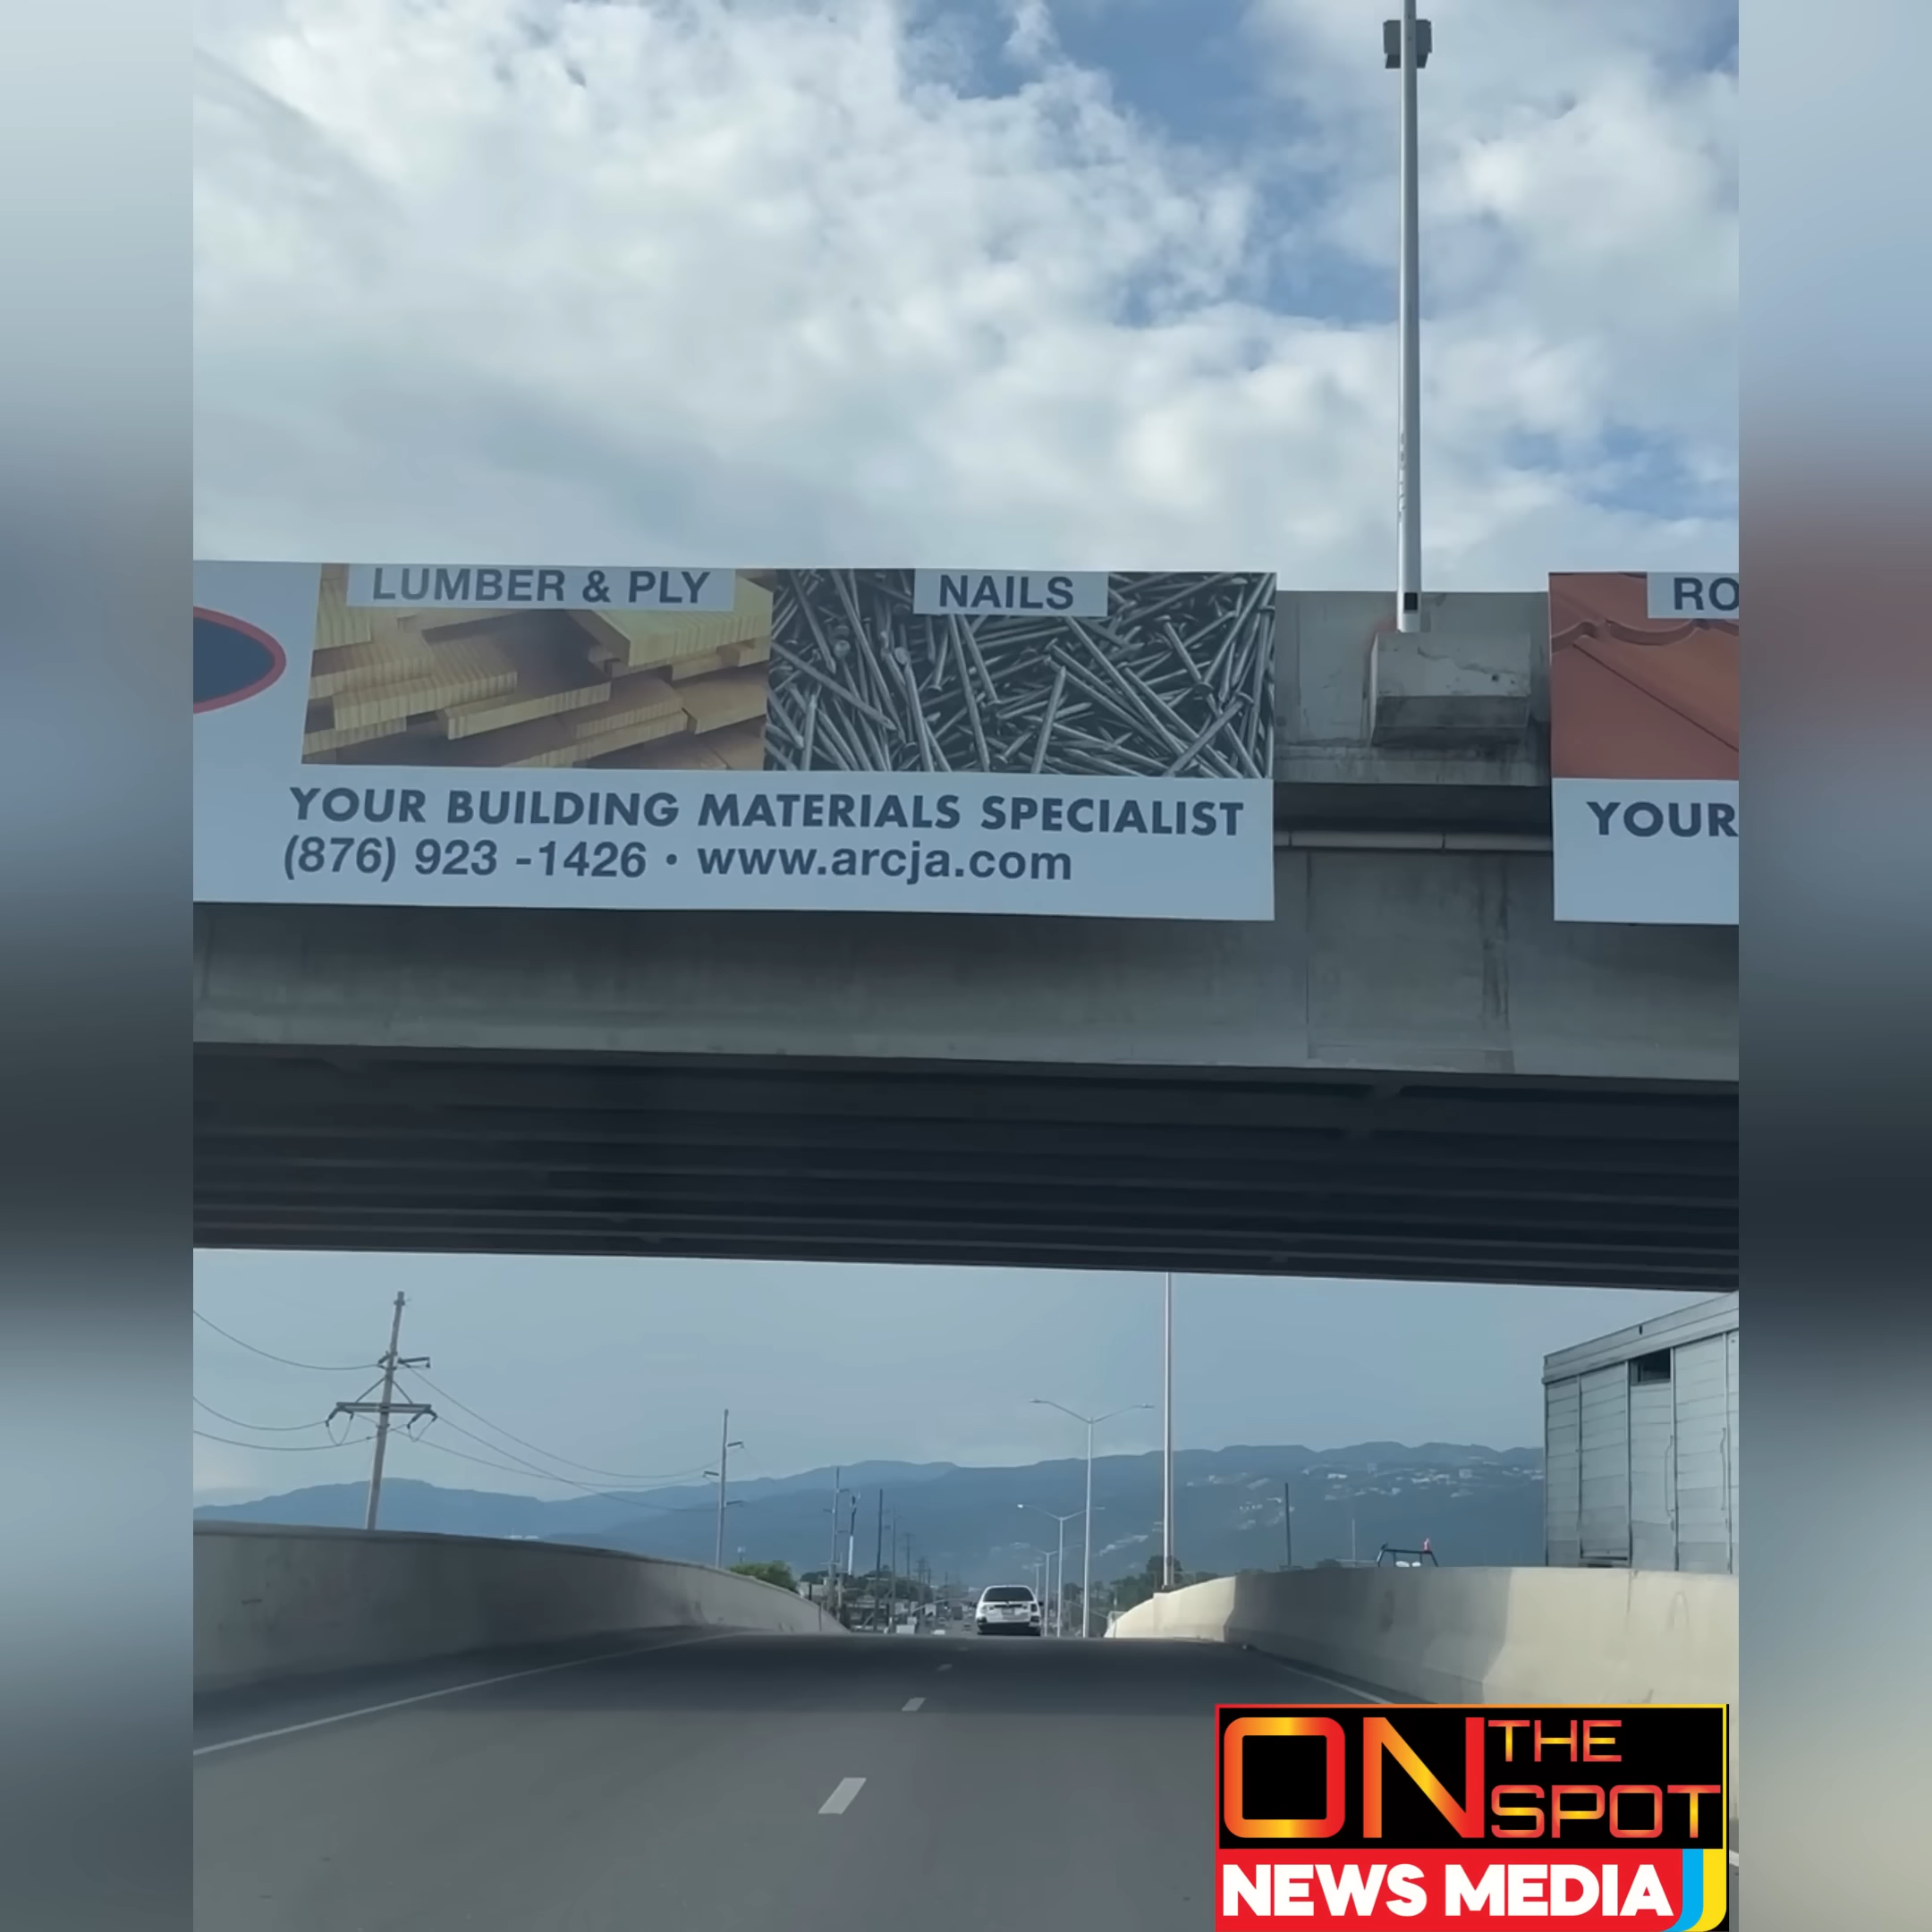 LUMBER & PLY
NAILS
RO
YOUR BUILDING MATERIALS SPECIALIST
YOUR
(876) 923 -1426 • www.arcja.com
ON THE
SPOT
NEWS MEDIA